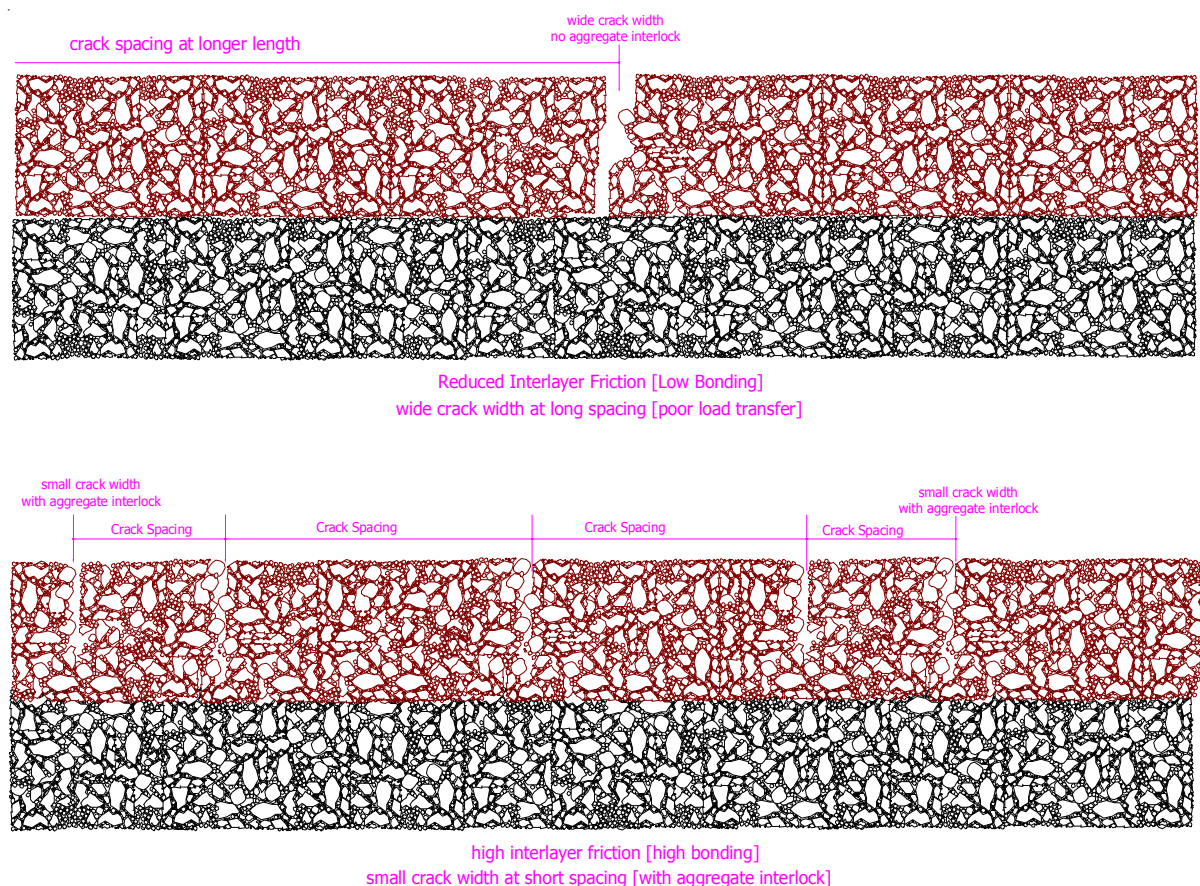 wide crack width
no aggregate interlock
crack spacing at longer length
Reduced Interlayer Friction [Low Bonding]
wide crack width at long spacing [poor load transfer]
small crack width
with aggregate interlock
small crack width
with aggregate interlock
Crack Spacing
Crack Spacing
Crack Spacing
Crack Spacing
high interlayer friction [high bonding]
small crack width at short spacing [with aggregate interlock]